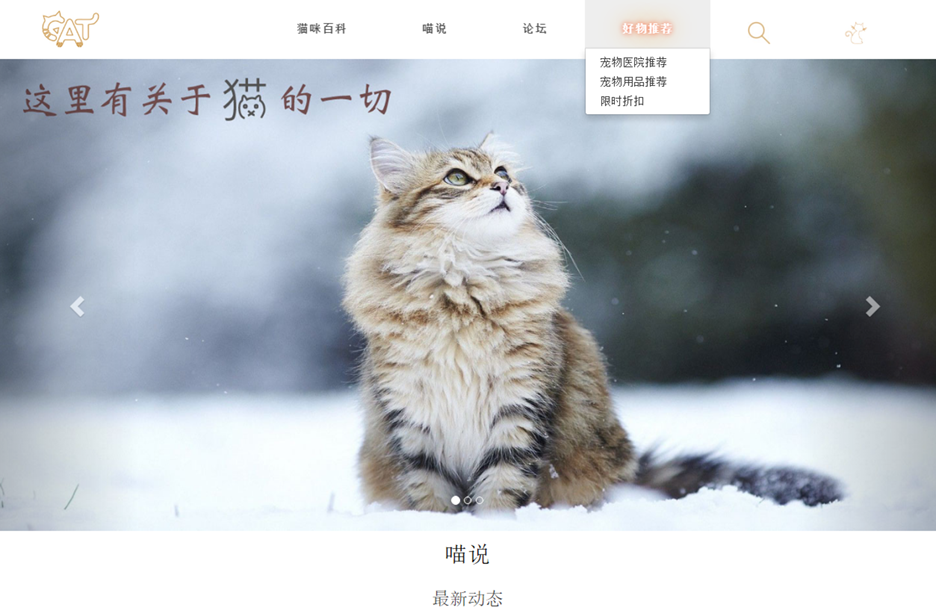 CAT
猫咪百科
喵说
论坛
好物推荐
宠物医院推荐
宠物用品推荐
限时折扣
这里有关于猫的一切
喵说
最新动态